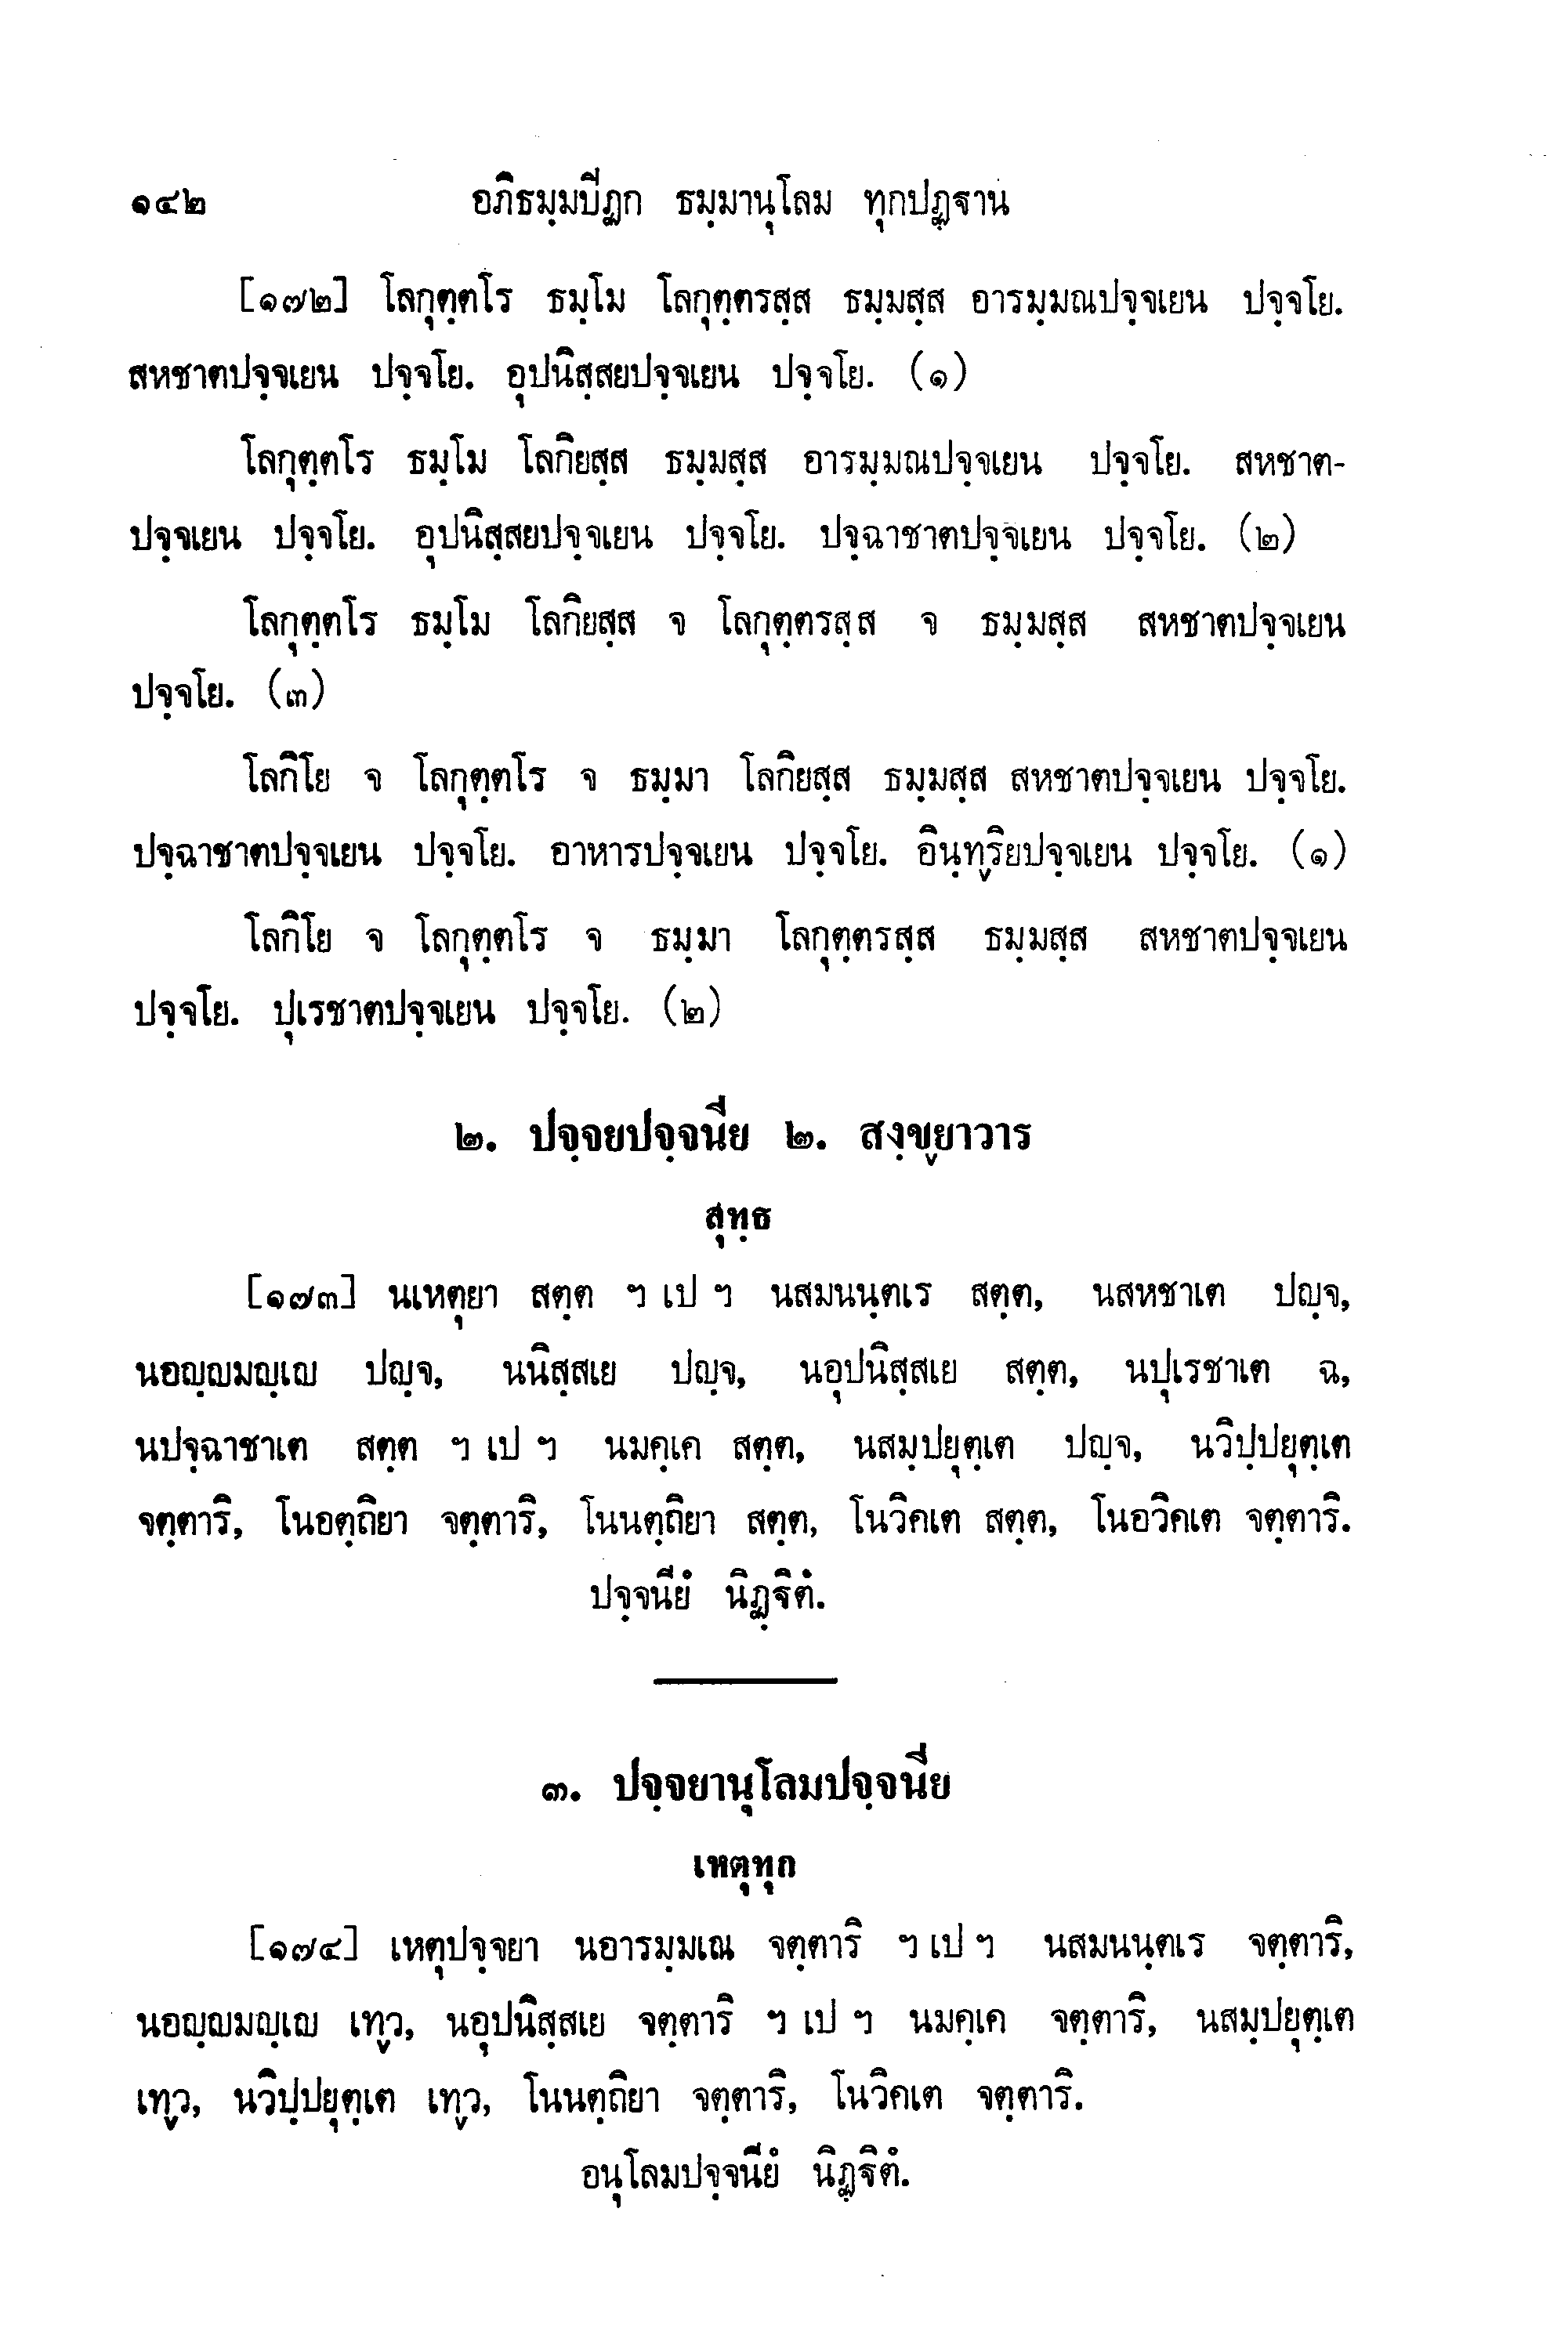 ๑๔๒ อภิธมฺมปีฏก ธมฺมานุโลม ทุกปฏฺฐาน
[๑๗๒] โลกุตฺตโร ธมฺโม โลกุตฺตรสฺส ธมฺมสฺส อารมฺมณปจฺจเยน ปจฺจโย.
สหชาตปจฺจเยน ปจฺจโย. อุปนิสฺสยปจฺจเยน ปจฺจโย. (๑)
โลกุตฺตโร ธมฺโม โลกิยสฺส ธมฺมสฺส อารมฺมณปจฺจเยน ปจฺจโย. สหชาต-
ปจฺจเยน ปจฺจโย. อุปนิสฺสยปจฺจเยน ปจฺจโย. ปจฺฉาชาตปจฺจเยน ปจฺจโย. (๒)
โลกุตฺตโร ธมฺโม โลกิยสฺส จ โลกุตฺตรสฺส จ ธมฺมสฺส สหชาตปจฺจเยน
ปจฺจโย. (๓)
โลกิโย จ โลกุตฺตโร จ ธมฺมา โลกิยสฺส ธมฺมสฺส สหชาตปจฺจเยน ปจฺจโย.
ปจฺฉาชาตปจฺจเยน ปจฺจโย. อาหารปจฺจเยน ปจฺจโย. อินฺทฺริยปจฺจเยน ปจฺจโย. (๑)
โลกิโย จ โลกุตฺตโร จ ธมฺมา โลกุตฺตรสฺส ธมฺมสฺส สหชาตปจฺจเยน
ปจฺจโย. ปุเรชาตปจฺจเยน ปจฺจโย. (๒)
๒. ปจฺจยปจฺจนีย ๒. สงฺขฺยาวาร
สุทฺธ
[๑๗๓] นเหตุยา สตฺต ฯ เป ฯ นสมนนฺตเร สตฺต, นสหชาเต ปญฺจ,
นอญฺญมญฺเญ ปญฺจ, นนิสฺสเย ปญฺจ, นอุปนิสฺสเย สตฺต, นปุเรชาเต ฉ,
นปจฺฉาชาเต สตฺต ฯ เป ฯ นมคฺเค สตฺต, นสมฺปยุตฺเต ปญฺจ, นวิปฺปยุตฺเต
จตฺตาริ, โนอตฺถิยา จตฺตาริ, โนนตฺถิยา สตฺต, โนวิคเต สตฺต, โนอวิคเต จตฺตาริ.
ปจฺจนียํ นิฏฺฐิตํ.
๓. ปจฺจยานุโลมปจฺจนีย
เหตุทุก
[๑๗๔] เหตุปจฺจยา นอารมฺมเณ จตฺตาริ ฯ เป ฯ นสมนนฺตเร จตฺตาริ,
นอญฺญมญฺเญ เทฺว, นอุปนิสฺสเย จตฺตาริ ฯ เป ฯ นมคฺเค จตฺตาริ, นสมฺปยุตฺเต
เทฺว, นวิปฺปยุตฺเต เทฺว, โนนตฺถิยา จตฺตาริ, โนวิคเต จตฺตาริ.
อนุโลมปจฺจนียํ นิฏฺฐิตํ.